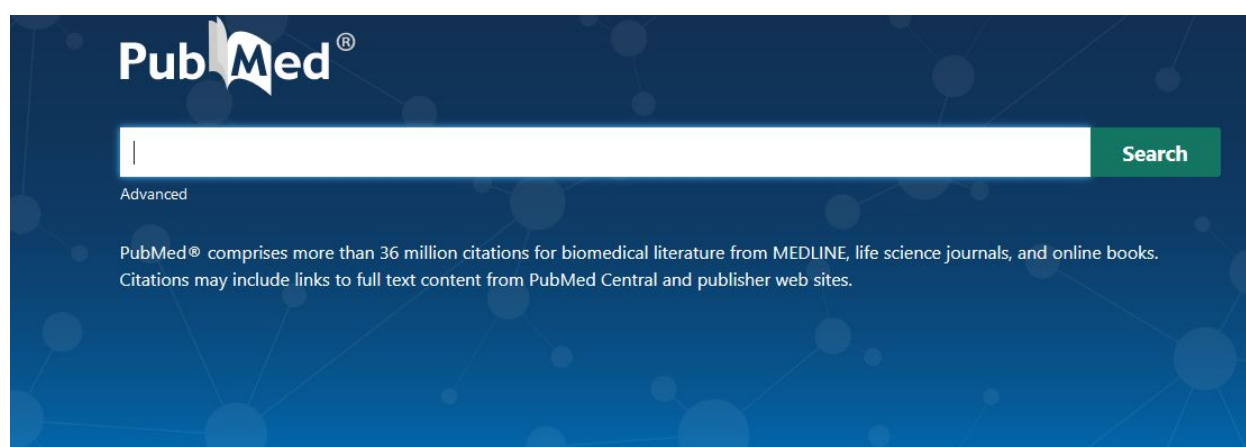 PubMed®
Search
Advanced
PubMed® comprises more than 36 million citations for biomedical literature from MEDLINE, life science journals, and online books.
Citations may include links to full text content from PubMed Central and publisher web sites.